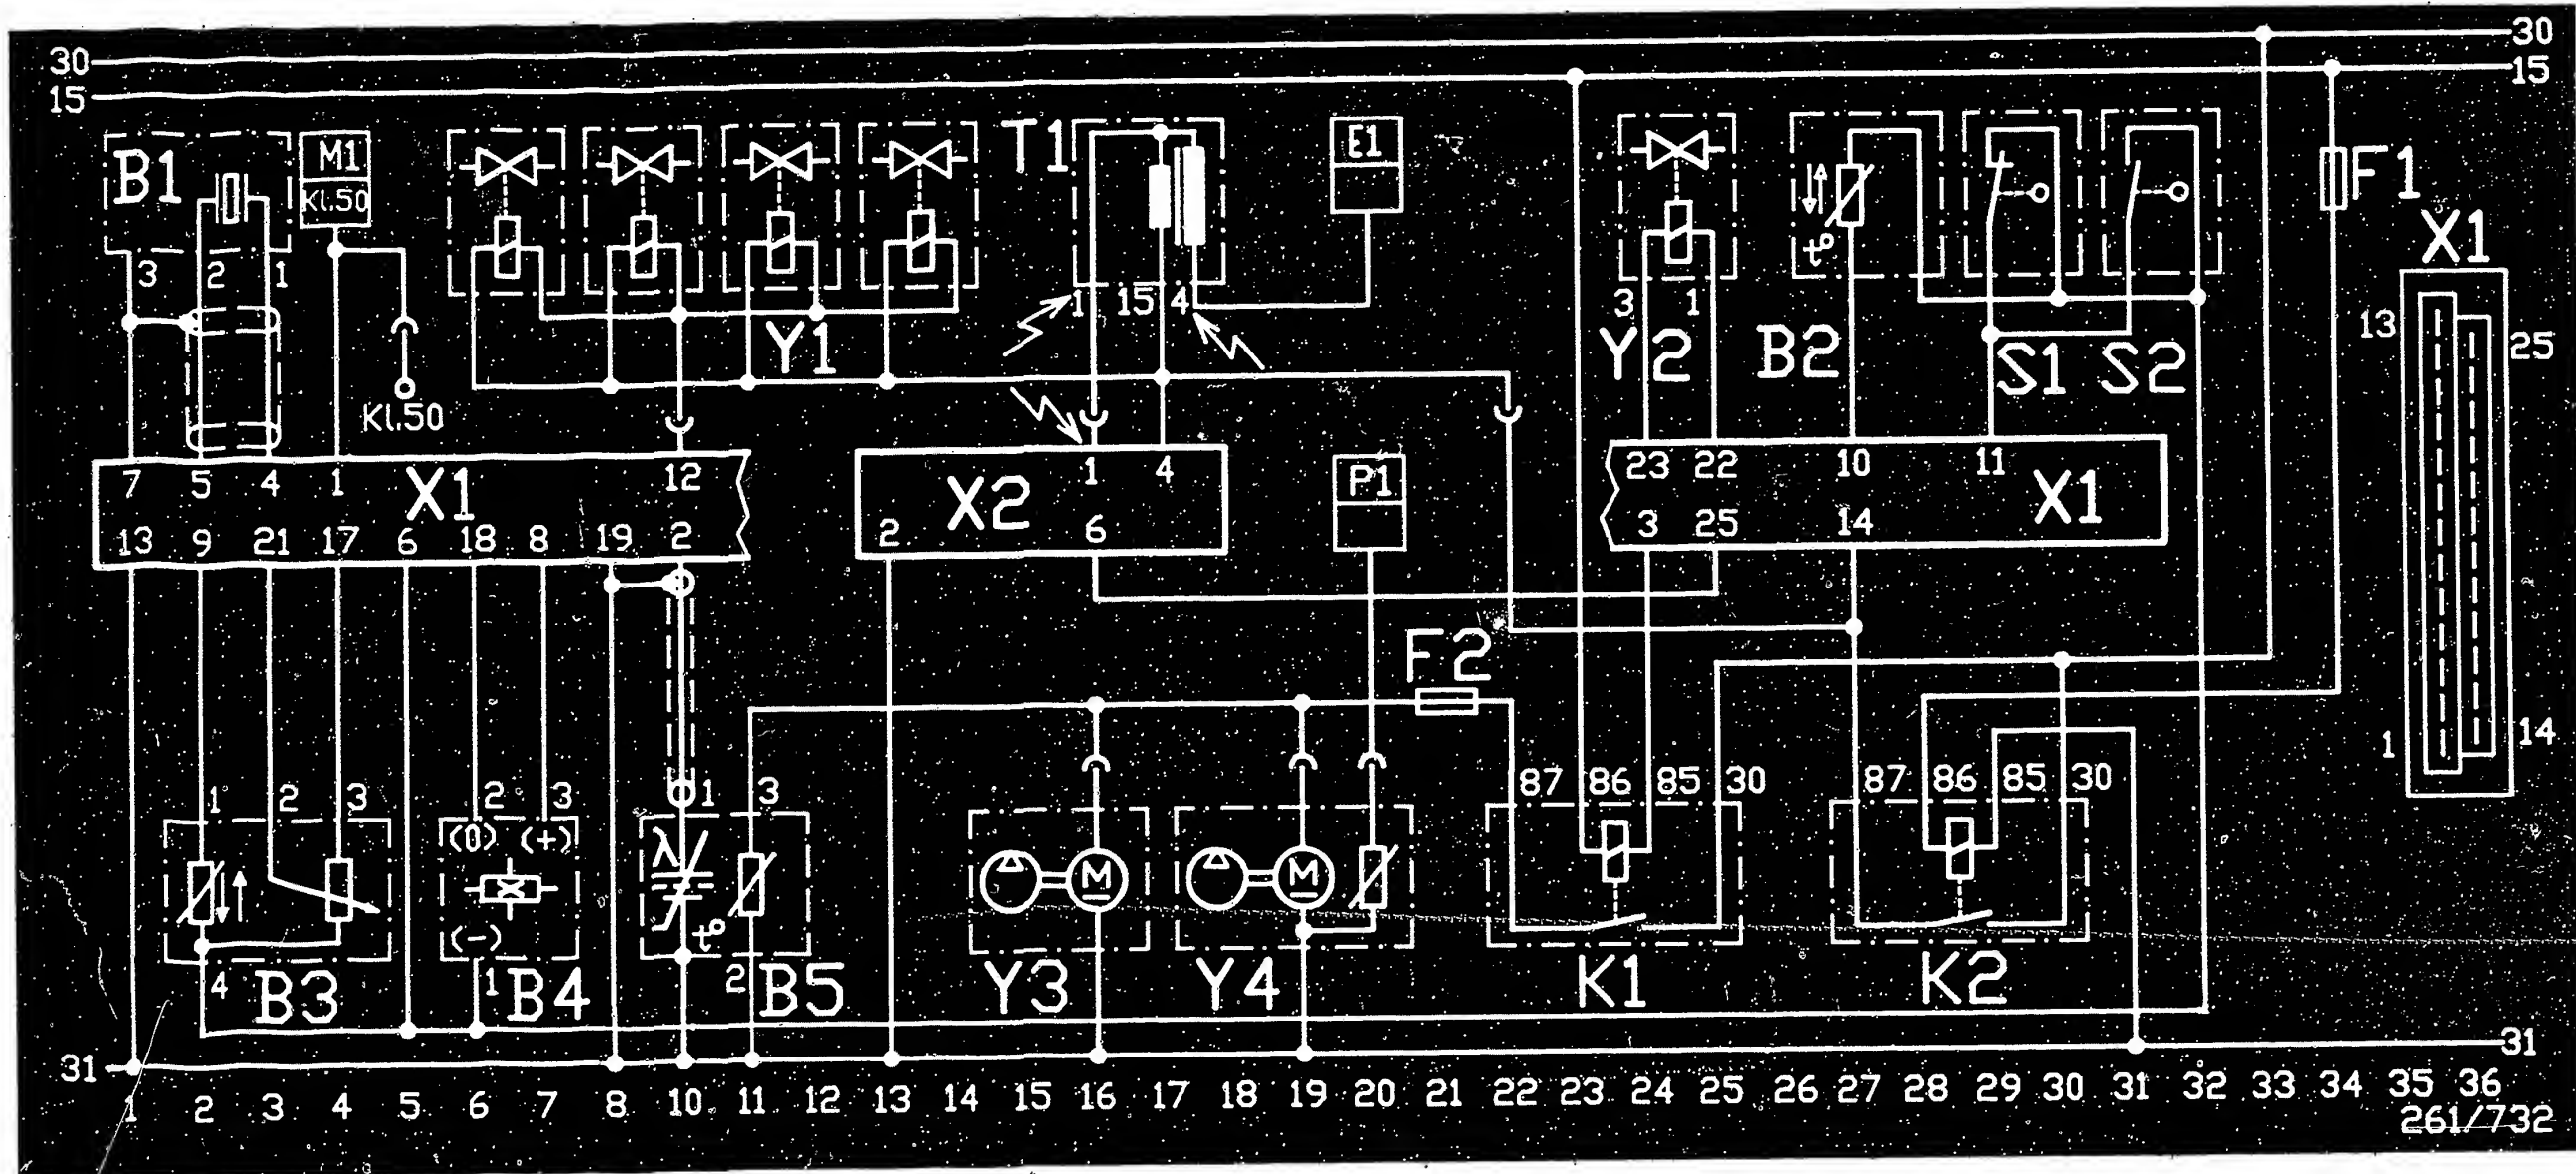 30 30
15 15
B1 M1 T1 E1 F1
Kl.50 t° X1
3 2 1 1 15 4 3 1
13 25
Y1 Y2 B2 S1 S2
Kl.50
7 5 4 1 X1 12 X2 1 4 P1 23 22 10 11 X1
13 9 21 17 6 18 8 19 2 2 6 3 25 14
F2
1 14
1 2 3 2 3 1 3 87 86 85 30 87 86 85 30
(0) (+) λ
M M
(-) t°
4 B3 1 B4 2 B5 Y3 Y4 K1 K2
31 31
1 2 3 4 5 6 7 8 10 11 12 13 14 15 16 17 18 19 20 21 22 23 24 25 26 27 28 29 30 31 32 33 34 35 36
261/732